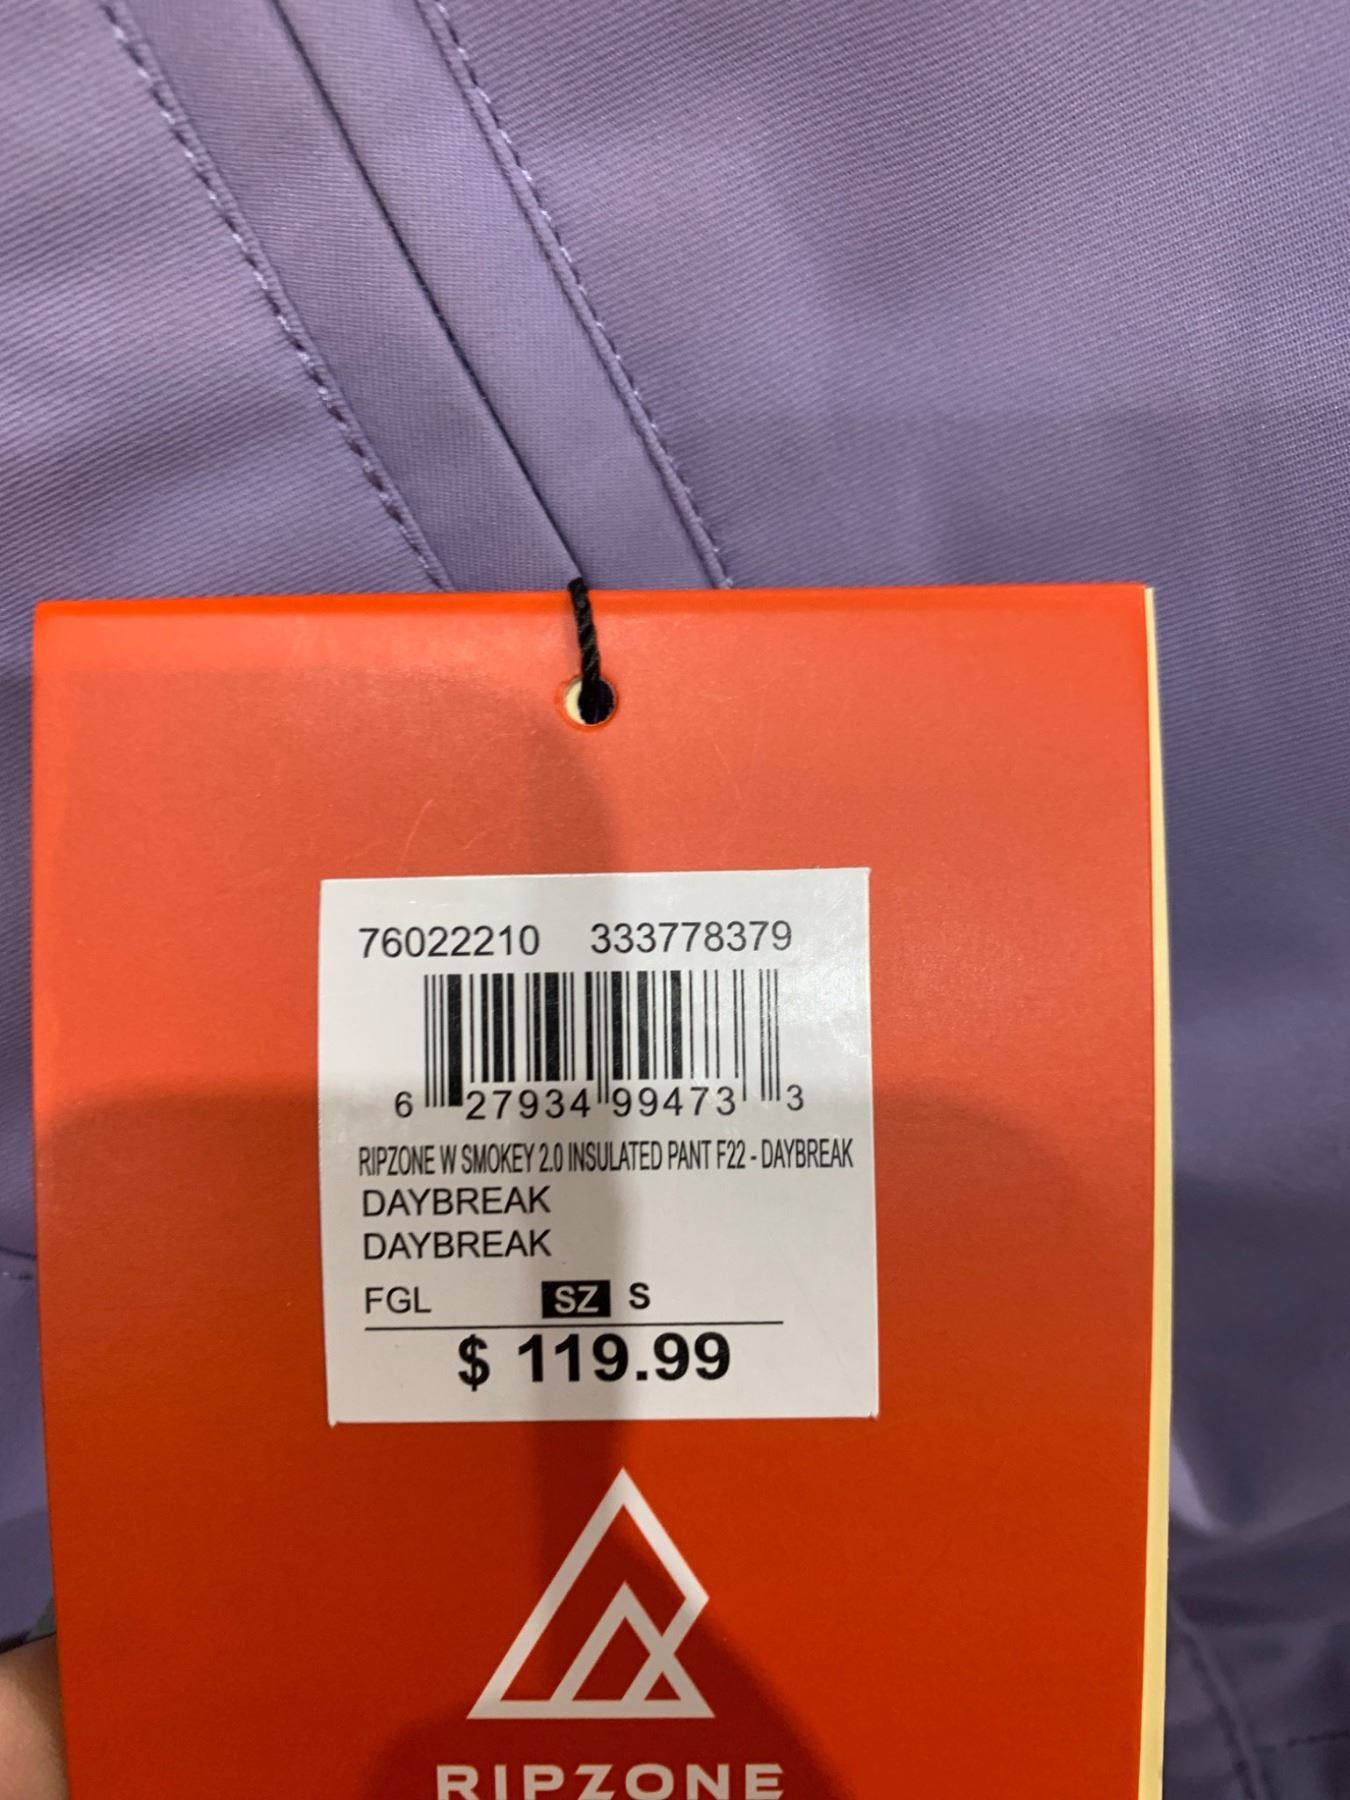 76022210 333778379
6 27934 99473 3
RIPZONE W SMOKEY 2.0 INSULATED PANT F22 - DAYBREAK
DAYBREAK
DAYBREAK
FGL SZ S
$ 119.99
RIPZONE